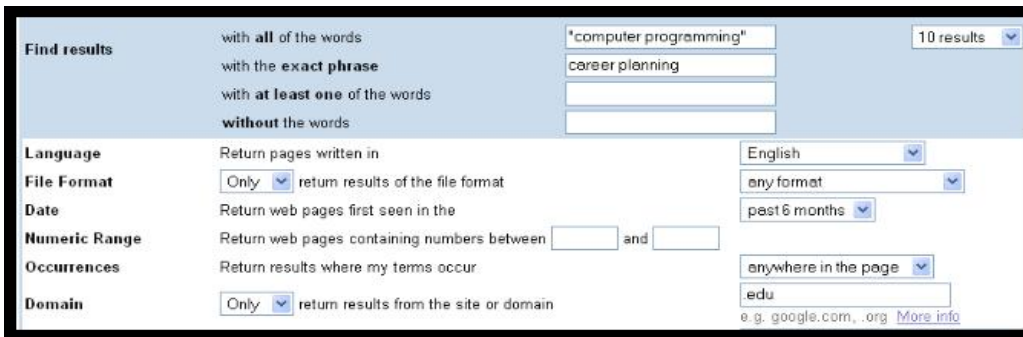 Find results with all of the words "computer programming" 10 results
with the exact phrase career planning
with at least one of the words
without the words
Language Return pages written in English
File Format Only return results of the file format any format
Date Return web pages first seen in the past 6 months
Numeric Range Return web pages containing numbers between and
Occurrences Return results where my terms occur anywhere in the page
Domain Only return results from the site or domain .edu
e.g. google.com, .org More info